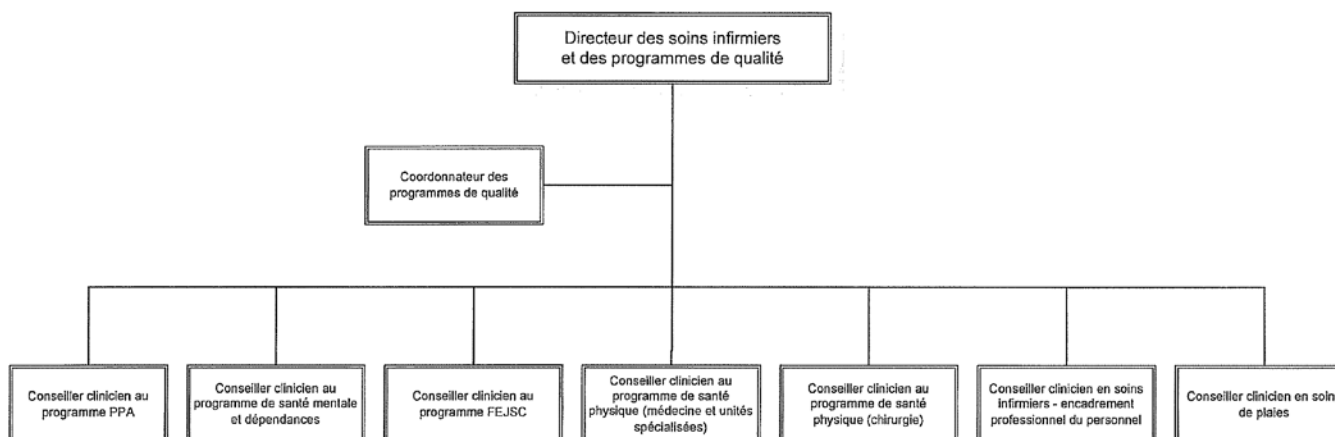 Directeur des soins infirmiers
et des programmes de qualité
Coordonnateur des
programmes de qualité
Conseiller clinicien au
programme PPA
Conseiller clinicien au
programme de santé mentale
et dépendances
Conseiller clinicien au
programme FEJSC
Conseiller clinicien au
programme de santé
physique (médecine et unités
spécialisées)
Conseiller clinicien au
programme de santé
physique (chirurgie)
Conseiller clinicien en soins
infirmiers - encadrement
professionnel du personnel
Conseiller clinicien en soin
de plaies